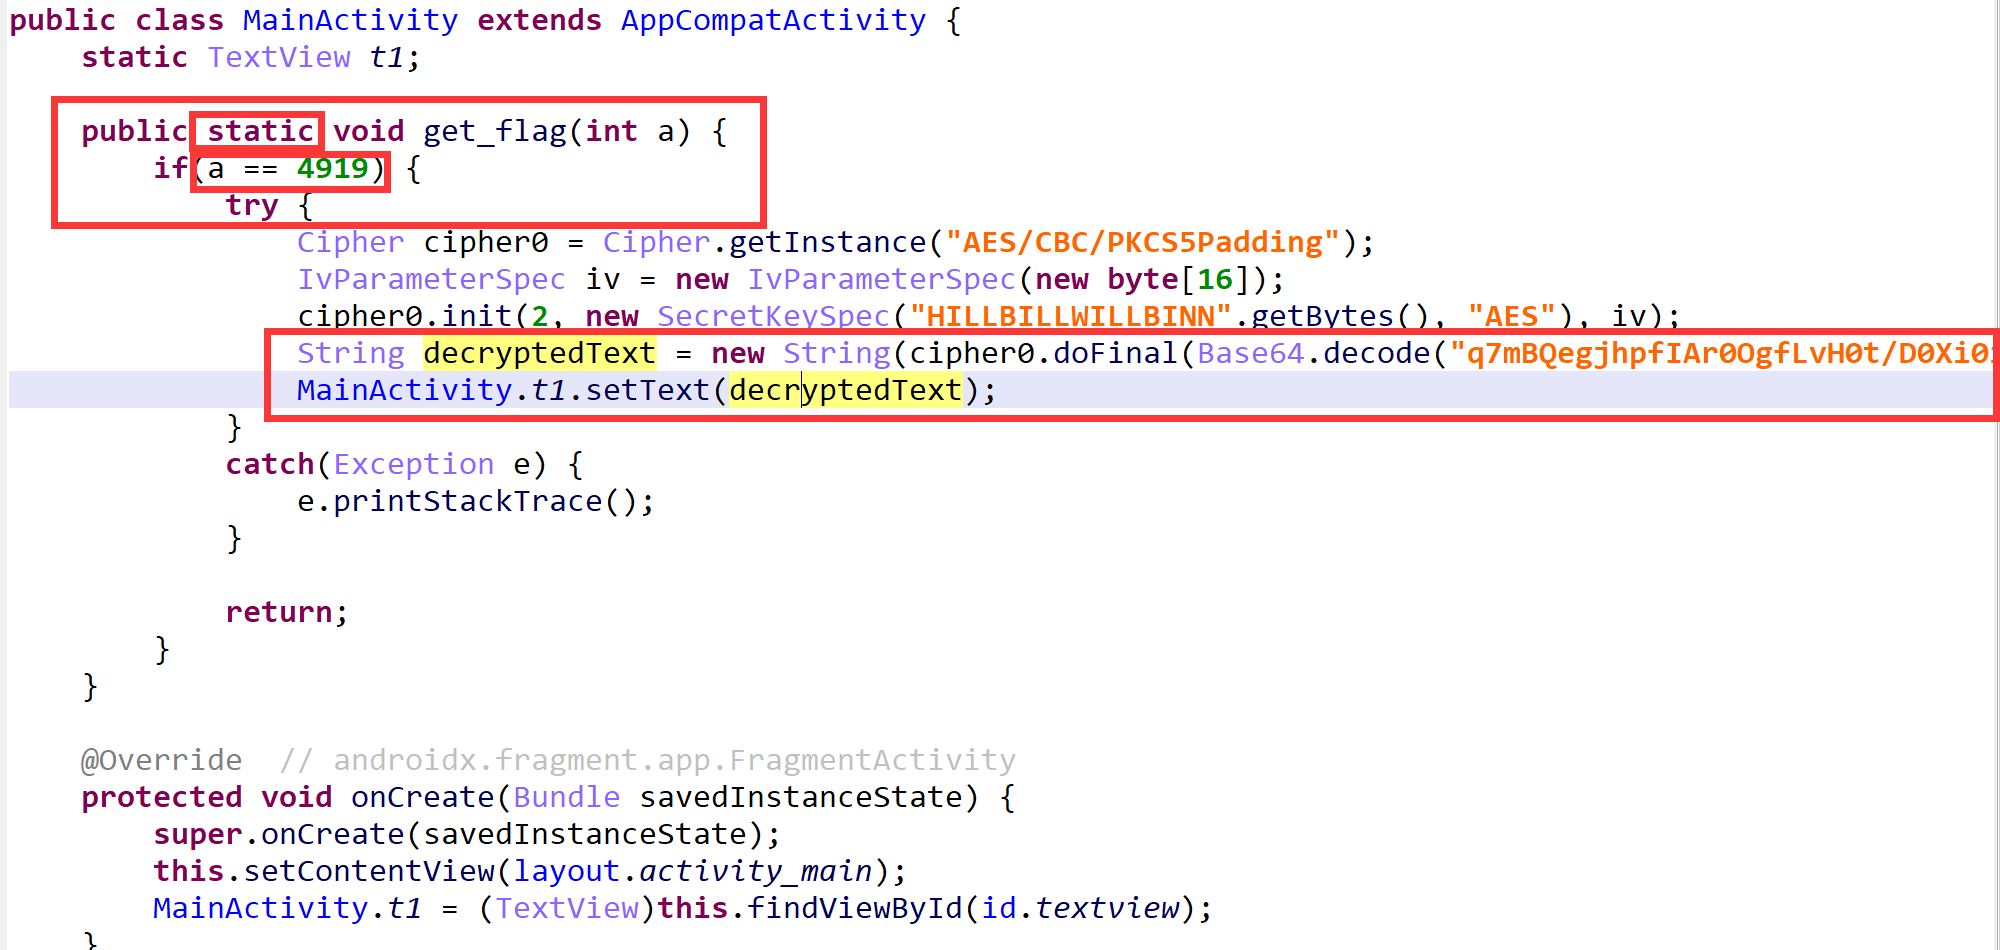 public class MainActivity extends AppCompatActivity {
static TextView t1;
public static void get_flag(int a) {
if(a == 4919) {
try {
Cipher cipher0 = Cipher.getInstance("AES/CBC/PKCS5Padding");
IvParameterSpec iv = new IvParameterSpec(new byte[16]);
cipher0.init(2, new SecretKeySpec("HILLBILLWILLBINN".getBytes(), "AES"), iv);
String decryptedText = new String(cipher0.doFinal(Base64.decode("q7mBQegjhpfIAr0OgfLvH0t/D0Xi0
MainActivity.t1.setText(decryptedText);
}
catch(Exception e) {
e.printStackTrace();
}
return;
}
}
@Override // androidx.fragment.app.FragmentActivity
protected void onCreate(Bundle savedInstanceState) {
super.onCreate(savedInstanceState);
this.setContentView(layout.activity_main);
MainActivity.t1 = (TextView)this.findViewById(id.textview);
}